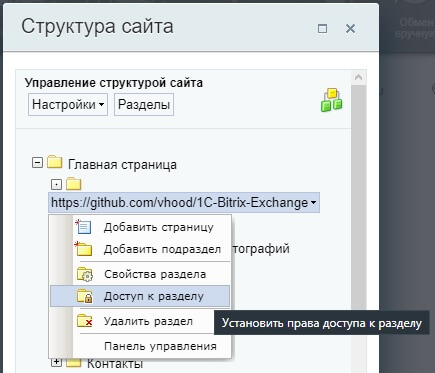 Структура сайта
Обмен
вручную
Управление структурой сайта
Настройки
Разделы
Главная страница
https://github.com/vhood/1C-Bitrix-Exchange
Добавить страницу
Добавить подраздел
тографий
Свойства раздела
Доступ к разделу
Установить права доступа к разделу
Удалить раздел
Панель управления
Контакты